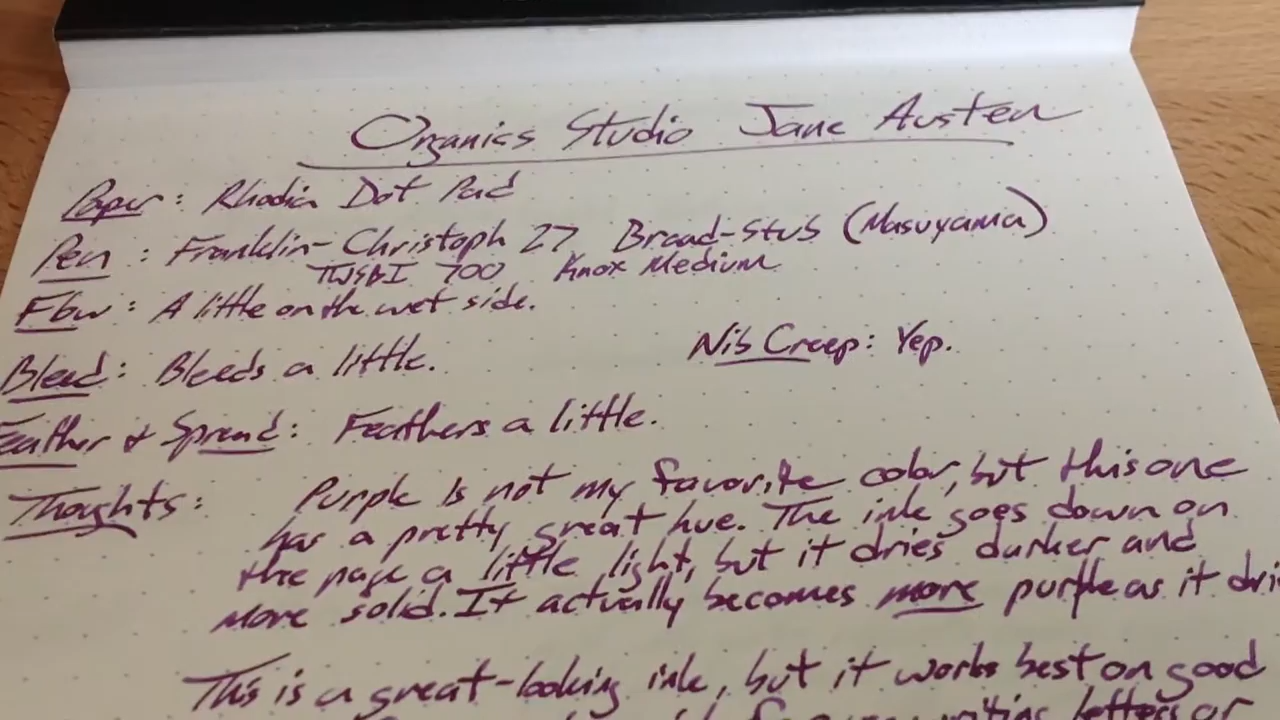 Organics Studio Jane Austen
Paper: Rhodia Dot Pad
Pen: Franklin-Christoph 27 Broad-Stub (Masuyama)
TWSBI 700 Knox Medium
Flow: A little on the wet side.
Nib Creep: Yep.
Bleed: Bleeds a little.
Feather & Spread: Feathers a little.
Thoughts: Purple is not my favorite color, but this one
has a pretty great hue. The ink goes down on
the page a little light, but it dries darker and
more solid. It actually becomes more purple as it dri
This is a great-looking ink, but it works best on good
writing letters or